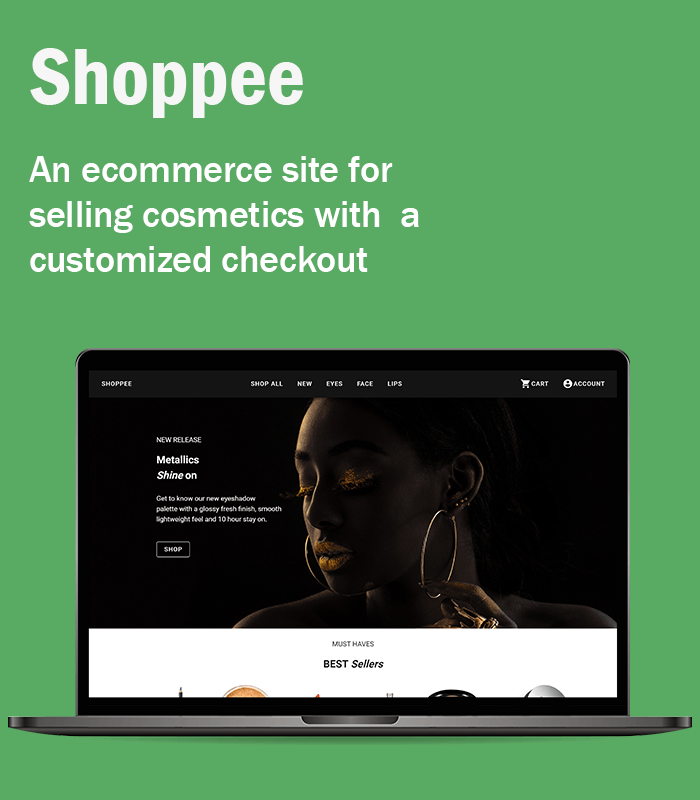 Shoppee
An ecommerce site for
selling cosmetics with  a
customized checkout
SHOPPEE
SHOP ALL
NEW
EYES
FACE
LIPS
CART
ACCOUNT
NEW RELEASE
Metallics
Shine on
Get to know our new eyeshadow
palette with a glossy fresh finish, smooth
lightweight feel and 10 hour stay on.
SHOP
MUST HAVES
BEST Sellers